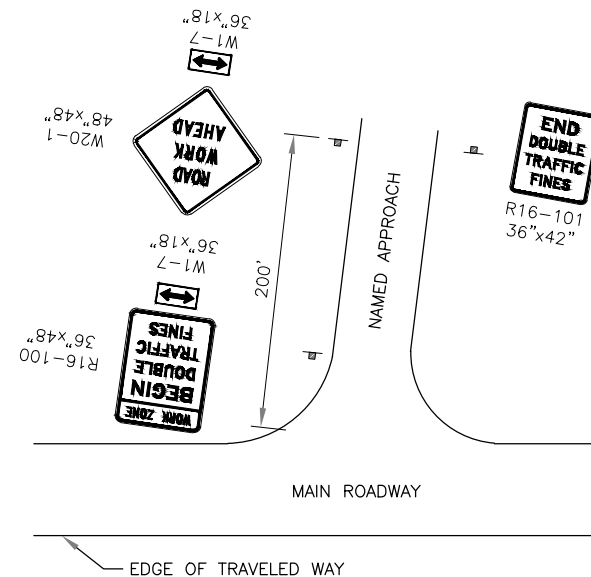 W1-7
36"x18"
W20-1
48"x48"
ROAD
WORK
AHEAD
W1-7
36"x18"
R16-100
36"x48"
WORK ZONE
BEGIN
DOUBLE
TRAFFIC
FINES
200'
NAMED APPROACH
END
DOUBLE
TRAFFIC
FINES
R16-101
36"x42"
MAIN ROADWAY
EDGE OF TRAVELED WAY